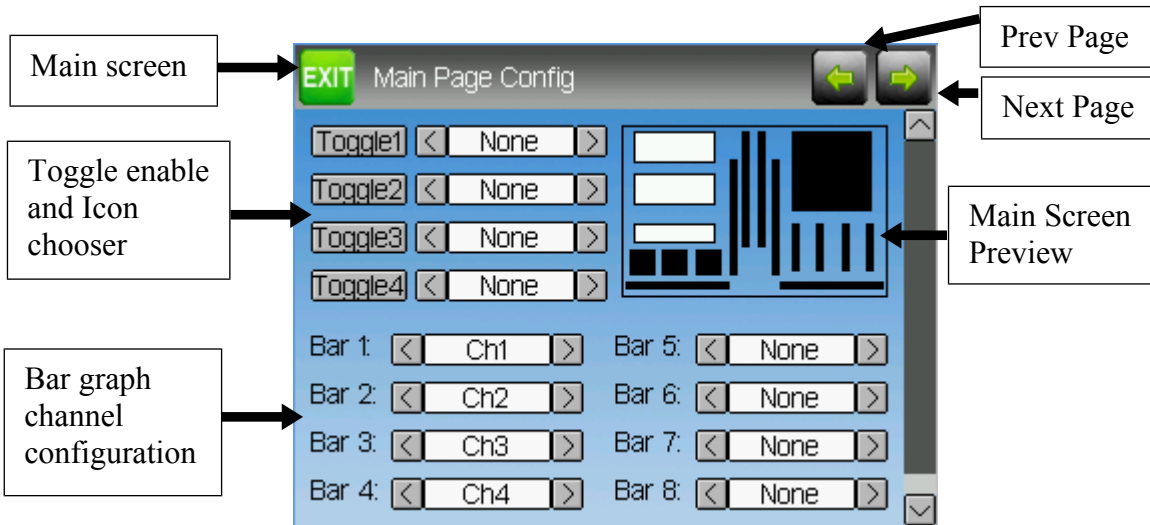 Main screen
Toggle enable
and Icon
chooser
Bar graph
channel
configuration
EXIT Main Page Config
Toggle1 < None >
Toggle2 < None >
Toggle3 < None >
Toggle4 < None >
Bar 1: < Ch1 > Bar 5: < None >
Bar 2: < Ch2 > Bar 6: < None >
Bar 3: < Ch3 > Bar 7: < None >
Bar 4: < Ch4 > Bar 8: < None >
Prev Page
Next Page
Main Screen
Preview